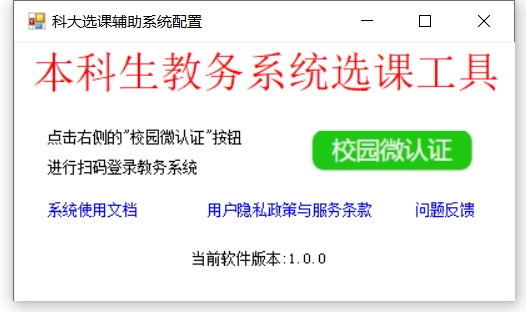 科大选课辅助系统配置
本科生教务系统选课工具
点击右侧的"校园微认证"按钮
进行扫码登录教务系统
校园微认证
系统使用文档 用户隐私政策与服务条款 问题反馈
当前软件版本:1.0.0